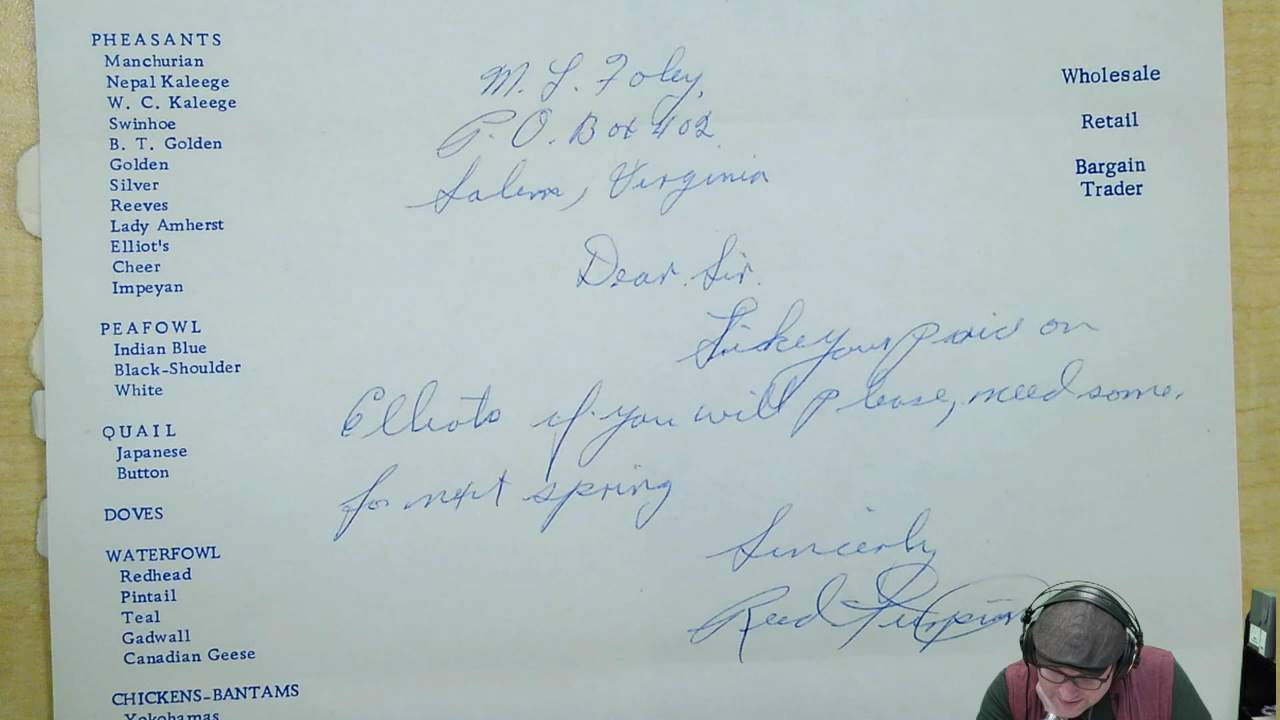 PHEASANTS
Manchurian
Nepal Kaleege
W. C. Kaleege
Swinhoe
B. T. Golden
Golden
Silver
Reeves
Lady Amherst
Elliot's
Cheer
Impeyan
PEAFOWL
Indian Blue
Black-Shoulder
White
QUAIL
Japanese
Button
DOVES
WATERFOWL
Redhead
Pintail
Teal
Gadwall
Canadian Geese
CHICKENS-BANTAMS
Yokohamas
Wholesale
Retail
Bargain
Trader
M. L. Foley,
P. O. Box 402
Salem, Virginia
Dear Sir.
your on
Elliots if you will please, need some.
for next spring
Sincerly
Reed